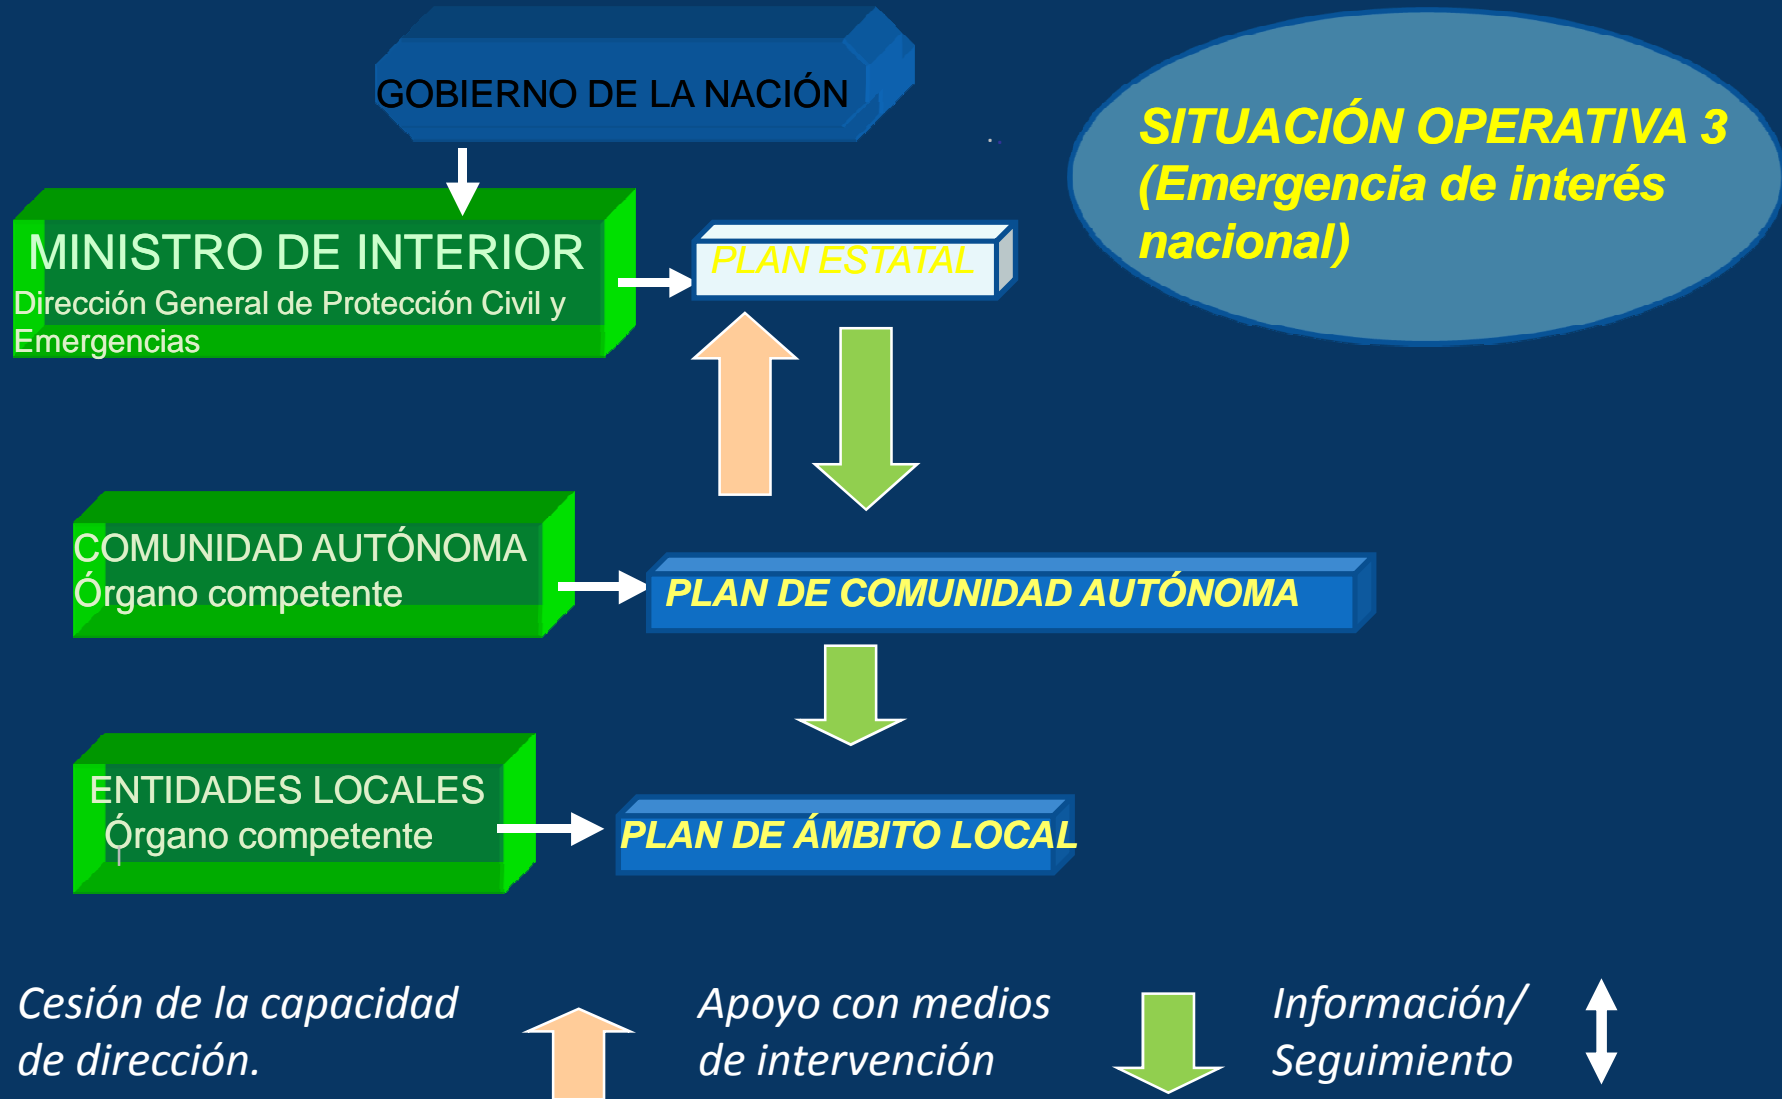 GOBIERNO DE LA NACIÓN
SITUACIÓN OPERATIVA 3
(Emergencia de interés
nacional)
MINISTRO DE INTERIOR
Dirección General de Protección Civil y
Emergencias
PLAN ESTATAL
COMUNIDAD AUTÓNOMA
Órgano competente
PLAN DE COMUNIDAD AUTÓNOMA
ENTIDADES LOCALES
Órgano competente
PLAN DE ÁMBITO LOCAL
Cesión de la capacidad
de dirección.
Apoyo con medios
de intervención
Información/
Seguimiento